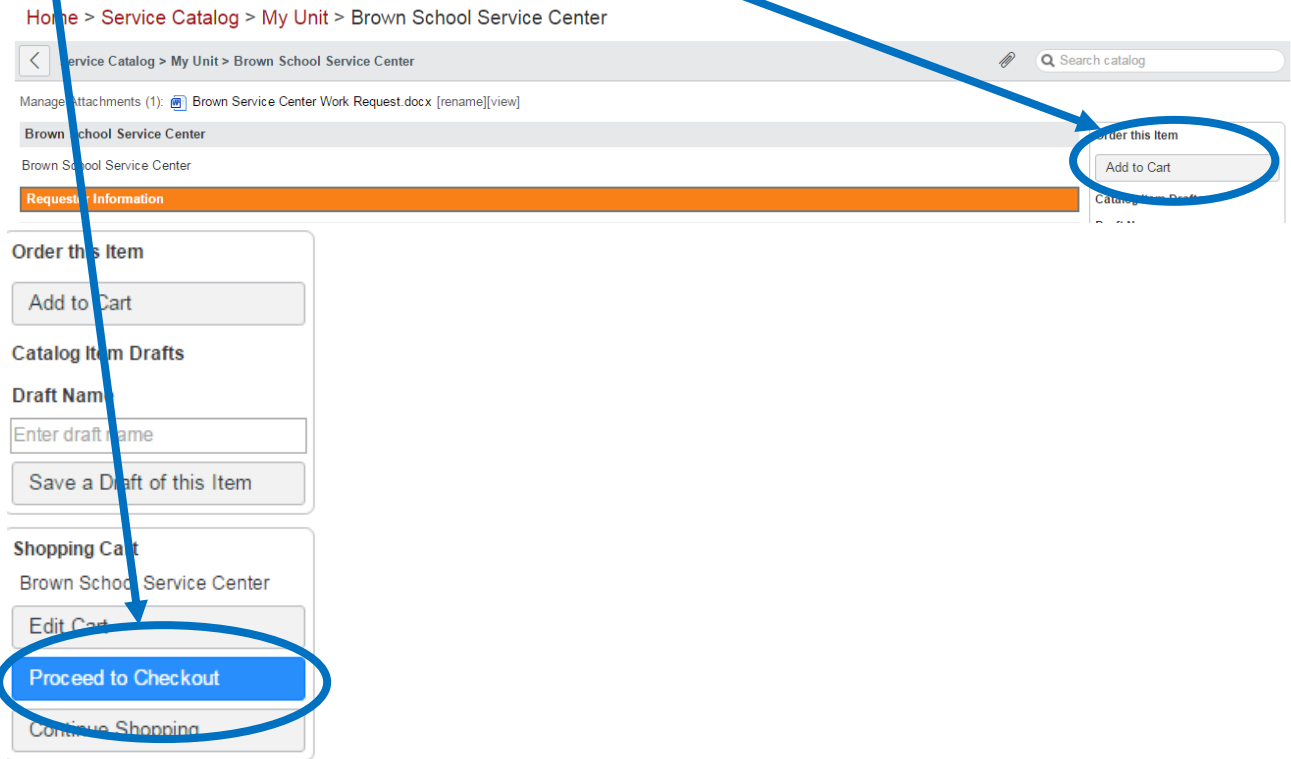 Home > Service Catalog > My Unit > Brown School Service Center
Service Catalog > My Unit > Brown School Service Center
Search catalog
Manage Attachments (1): Brown Service Center Work Request.docx [rename][view]
Brown School Service Center
Order this Item
Brown School Service Center
Add to Cart
Requester Information
Catalog Item Drafts
Order this Item
Add to Cart
Catalog Item Drafts
Draft Name
Enter draft name
Save a Draft of this Item
Shopping Cart
Brown School Service Center
Edit Cart
Proceed to Checkout
Continue Shopping